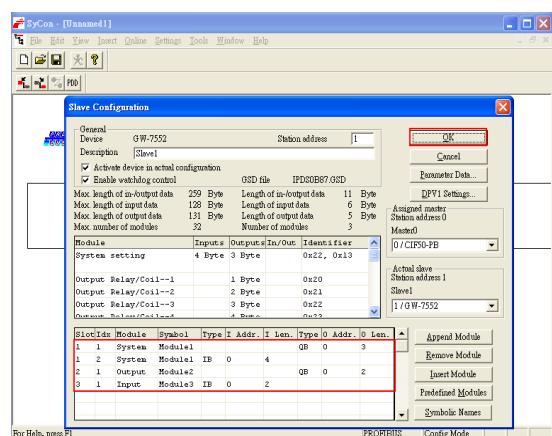 SyCon - [Unnamed1]
File Edit View Insert Online Settings Tools Window Help
PDD
Slave Configuration
General
Device GW-7552 Station address 1
Description Slave1
Activate device in actual configuration
Enable watchdog control GSD file IPDS0B87.GSD
Max. length of in-/output data 259 Byte Length of in-/output data 11 Byte
Max. length of input data 128 Byte Length of input data 6 Byte
Max. length of output data 131 Byte Length of output data 5 Byte
Max. number of modules 32 Number of modules 3
Module Inputs Outputs In/Out Identifier
System setting 4 Byte 3 Byte 0x22, 0x13
Output Relay/Coil--1 1 Byte 0x20
Output Relay/Coil--2 2 Byte 0x21
Output Relay/Coil--3 3 Byte 0x22
OK
Cancel
Parameter Data...
DPV1 Settings...
Assigned master
Station address 0
Master0
0 / CIF50-PB
Actual slave
Station address 1
Slave1
1 / GW-7552
Slot Idx Module Symbol Type I Addr. I Len. Type O Addr. O Len.
1 1 System Module1 QB 0 3
1 2 System Module1 IB 0 4
2 1 Output Module2 QB 0 2
3 1 Input Module3 IB 0 2
Append Module
Remove Module
Insert Module
Predefined Modules
Symbolic Names
For Help, press F1 PROFIBUS Config Mode